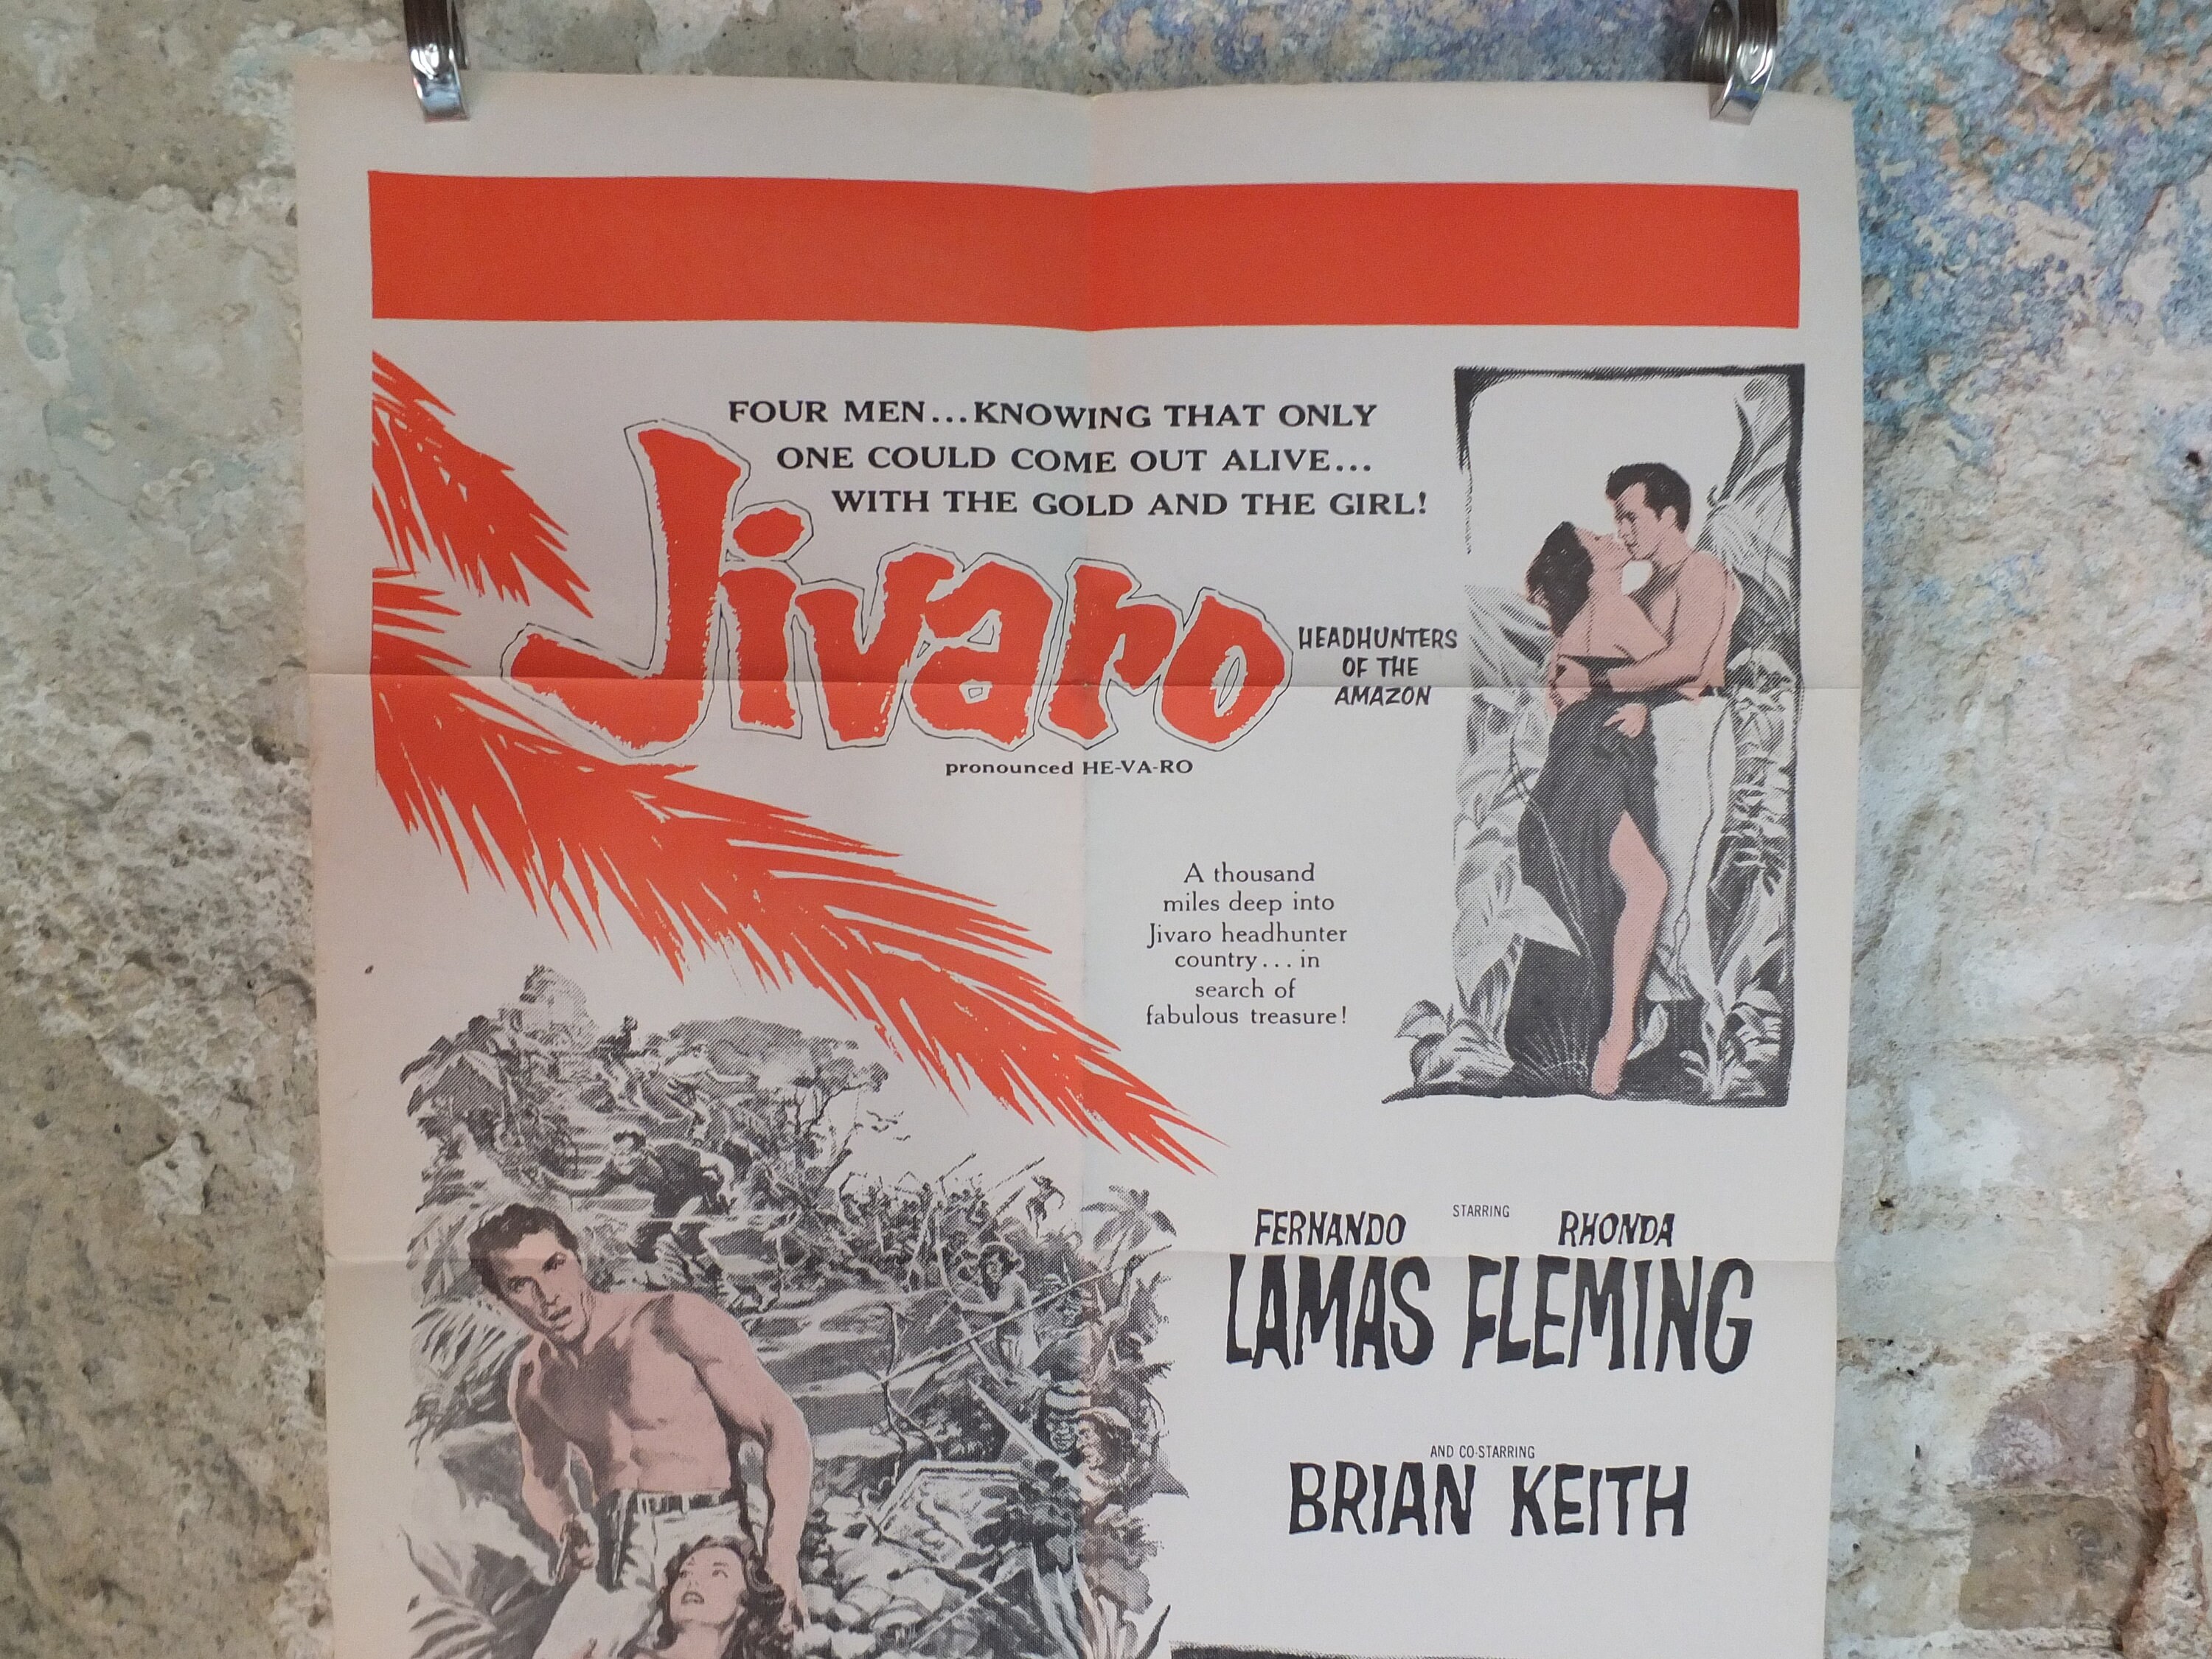 FOUR MEN...KNOWING THAT ONLY
ONE COULD COME OUT ALIVE...
WITH THE GOLD AND THE GIRL!
Jivaro
HEADHUNTERS
OF THE
AMAZON
pronounced HE-VA-RO
A thousand
miles deep into
Jivaro headhunter
country...in
search of
fabulous treasure!
STARRING
FERNANDO RHONDA
LAMAS FLEMING
AND CO-STARRING
BRIAN KEITH